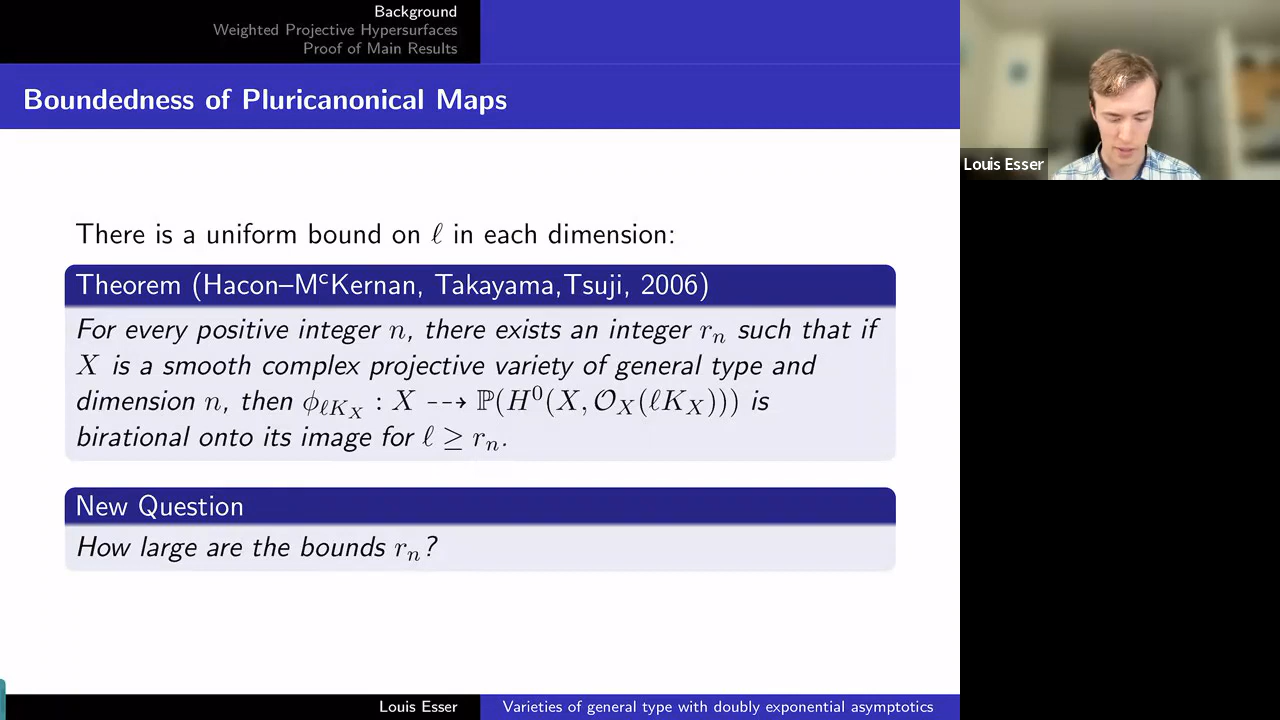 Background
Weighted Projective Hypersurfaces
Proof of Main Results
Boundedness of Pluricanonical Maps
There is a uniform bound on ℓ in each dimension:
Theorem (Hacon–McKernan, Takayama,Tsuji, 2006)
For every positive integer n, there exists an integer rₙ such that if
X is a smooth complex projective variety of general type and
dimension n, then ϕ_{ℓK_X} : X ⇢ ℙ(H⁰(X, 𝒪_X(ℓK_X))) is
birational onto its image for ℓ ≥ rₙ.
New Question
How large are the bounds rₙ?
Louis Esser
Varieties of general type with doubly exponential asymptotics
Louis Esser